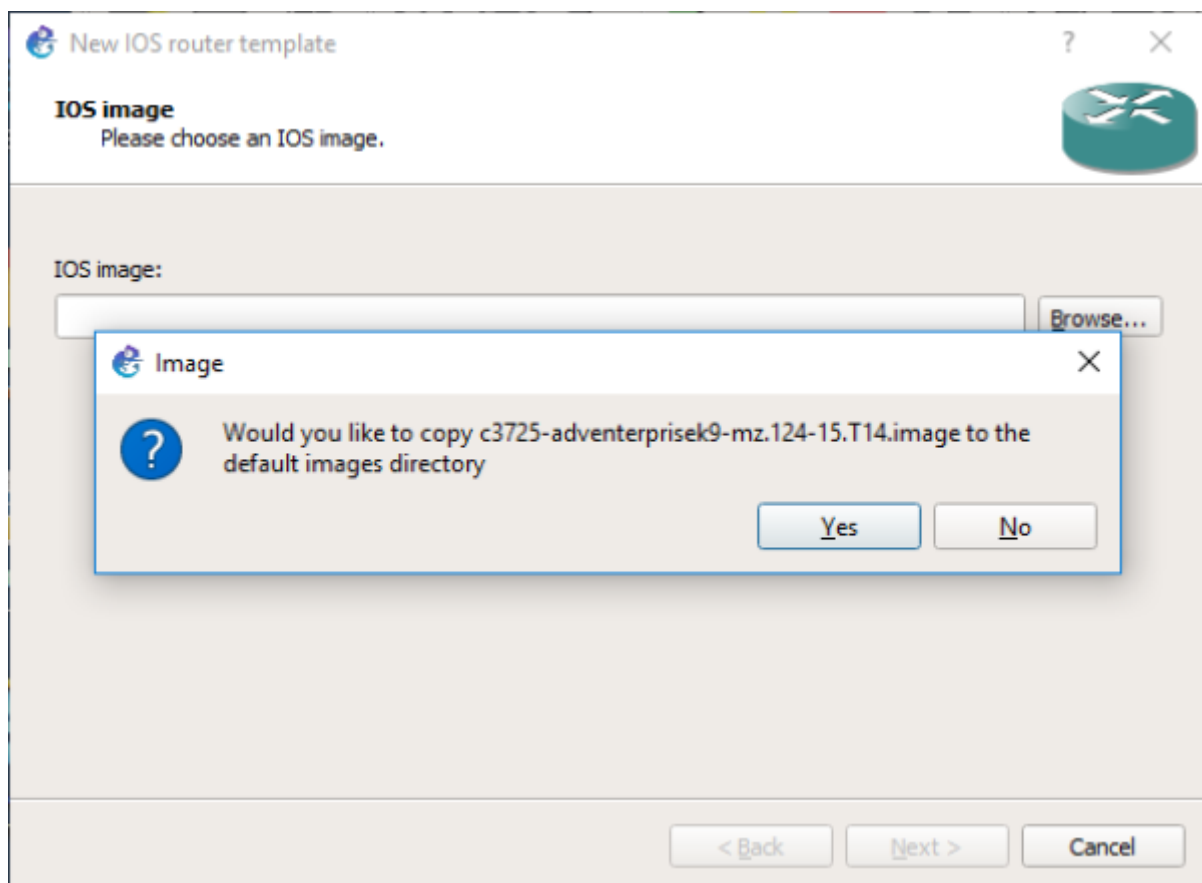 New IOS router template
?
IOS image
Please choose an IOS image.
IOS image:
Browse...
Image
?
Would you like to copy c3725-adventerprisek9-mz.124-15.T14.image to the
default images directory
Yes
No
< Back
Next >
Cancel